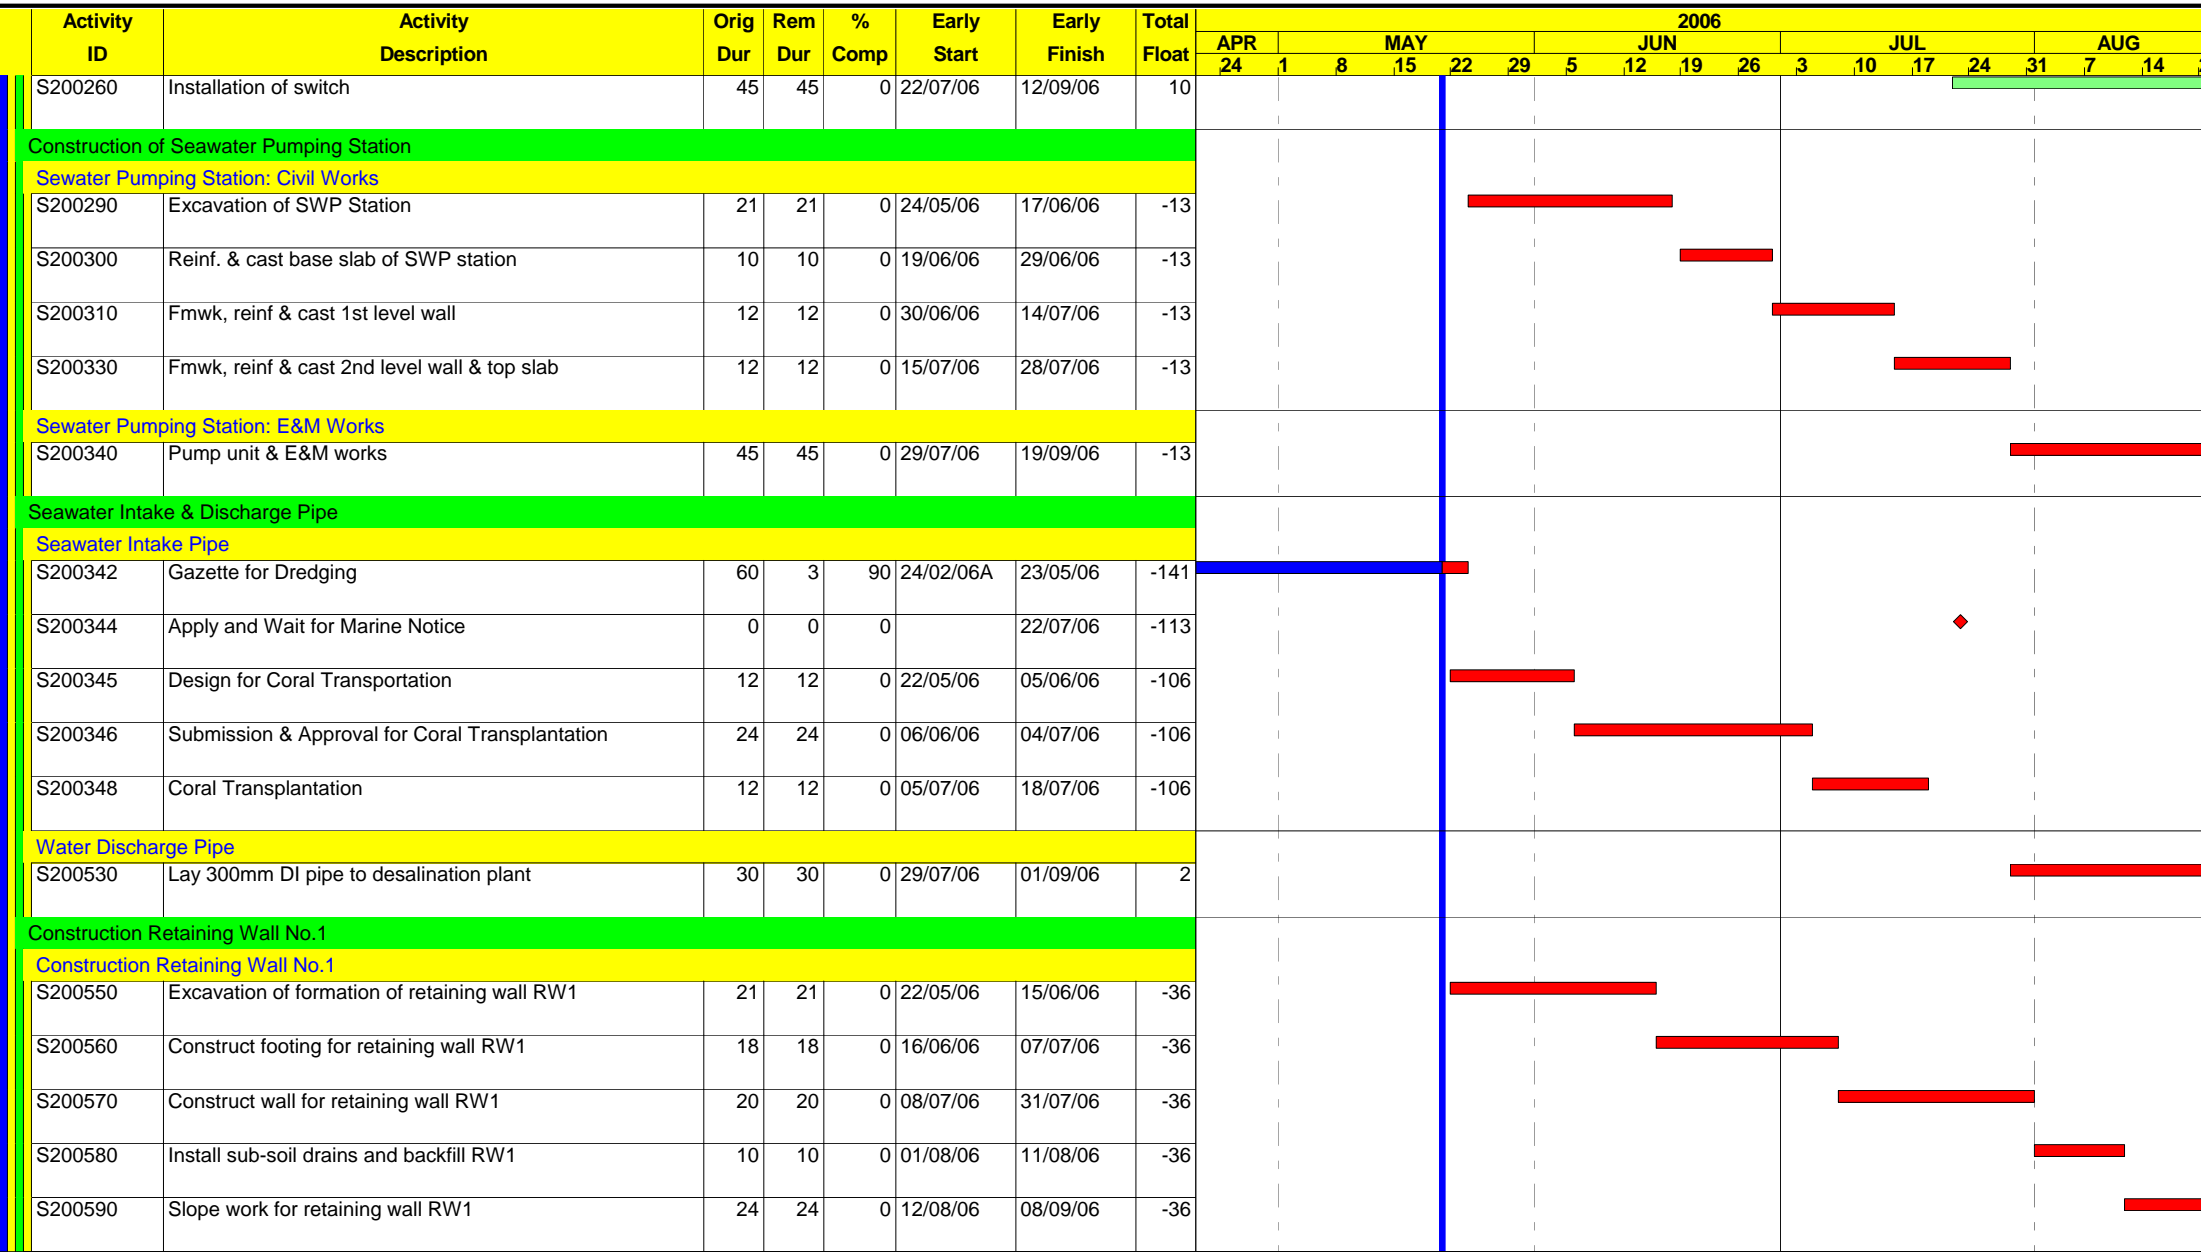 Activity Activity Orig Rem % Early Early Total 2006
ID Description Dur Dur Comp Start Finish Float APR MAY JUN JUL AUG
24 1 8 15 22 29 5 12 19 26 3 10 17 24 31 7 14
S200260 Installation of switch 45 45 0 22/07/06 12/09/06 10
Construction of Seawater Pumping Station
Sewater Pumping Station: Civil Works
S200290 Excavation of SWP Station 21 21 0 24/05/06 17/06/06 -13
S200300 Reinf. & cast base slab of SWP station 10 10 0 19/06/06 29/06/06 -13
S200310 Fmwk, reinf & cast 1st level wall 12 12 0 30/06/06 14/07/06 -13
S200330 Fmwk, reinf & cast 2nd level wall & top slab 12 12 0 15/07/06 28/07/06 -13
Sewater Pumping Station: E&M Works
S200340 Pump unit & E&M works 45 45 0 29/07/06 19/09/06 -13
Seawater Intake & Discharge Pipe
Seawater Intake Pipe
S200342 Gazette for Dredging 60 3 90 24/02/06A 23/05/06 -141
S200344 Apply and Wait for Marine Notice 0 0 0 22/07/06 -113
S200345 Design for Coral Transportation 12 12 0 22/05/06 05/06/06 -106
S200346 Submission & Approval for Coral Transplantation 24 24 0 06/06/06 04/07/06 -106
S200348 Coral Transplantation 12 12 0 05/07/06 18/07/06 -106
Water Discharge Pipe
S200530 Lay 300mm DI pipe to desalination plant 30 30 0 29/07/06 01/09/06 2
Construction Retaining Wall No.1
Construction Retaining Wall No.1
S200550 Excavation of formation of retaining wall RW1 21 21 0 22/05/06 15/06/06 -36
S200560 Construct footing for retaining wall RW1 18 18 0 16/06/06 07/07/06 -36
S200570 Construct wall for retaining wall RW1 20 20 0 08/07/06 31/07/06 -36
S200580 Install sub-soil drains and backfill RW1 10 10 0 01/08/06 11/08/06 -36
S200590 Slope work for retaining wall RW1 24 24 0 12/08/06 08/09/06 -36